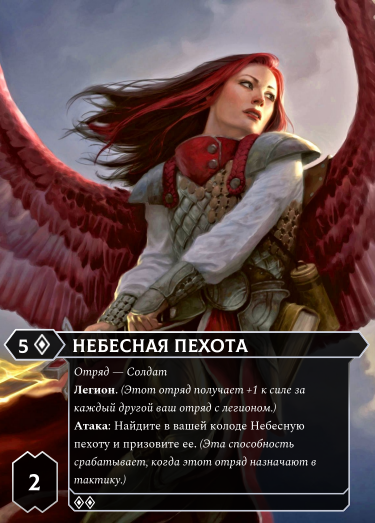 5 НЕБЕСНАЯ ПЕХОТА
Отряд — Солдат
Легион. (Этот отряд получает +1 к силе за
каждый другой ваш отряд с легионом.)
Атака: Найдите в вашей колоде Небесную
пехоту и призовите ее. (Эта способность
срабатывает, когда этот отряд назначают в
тактику.)
2